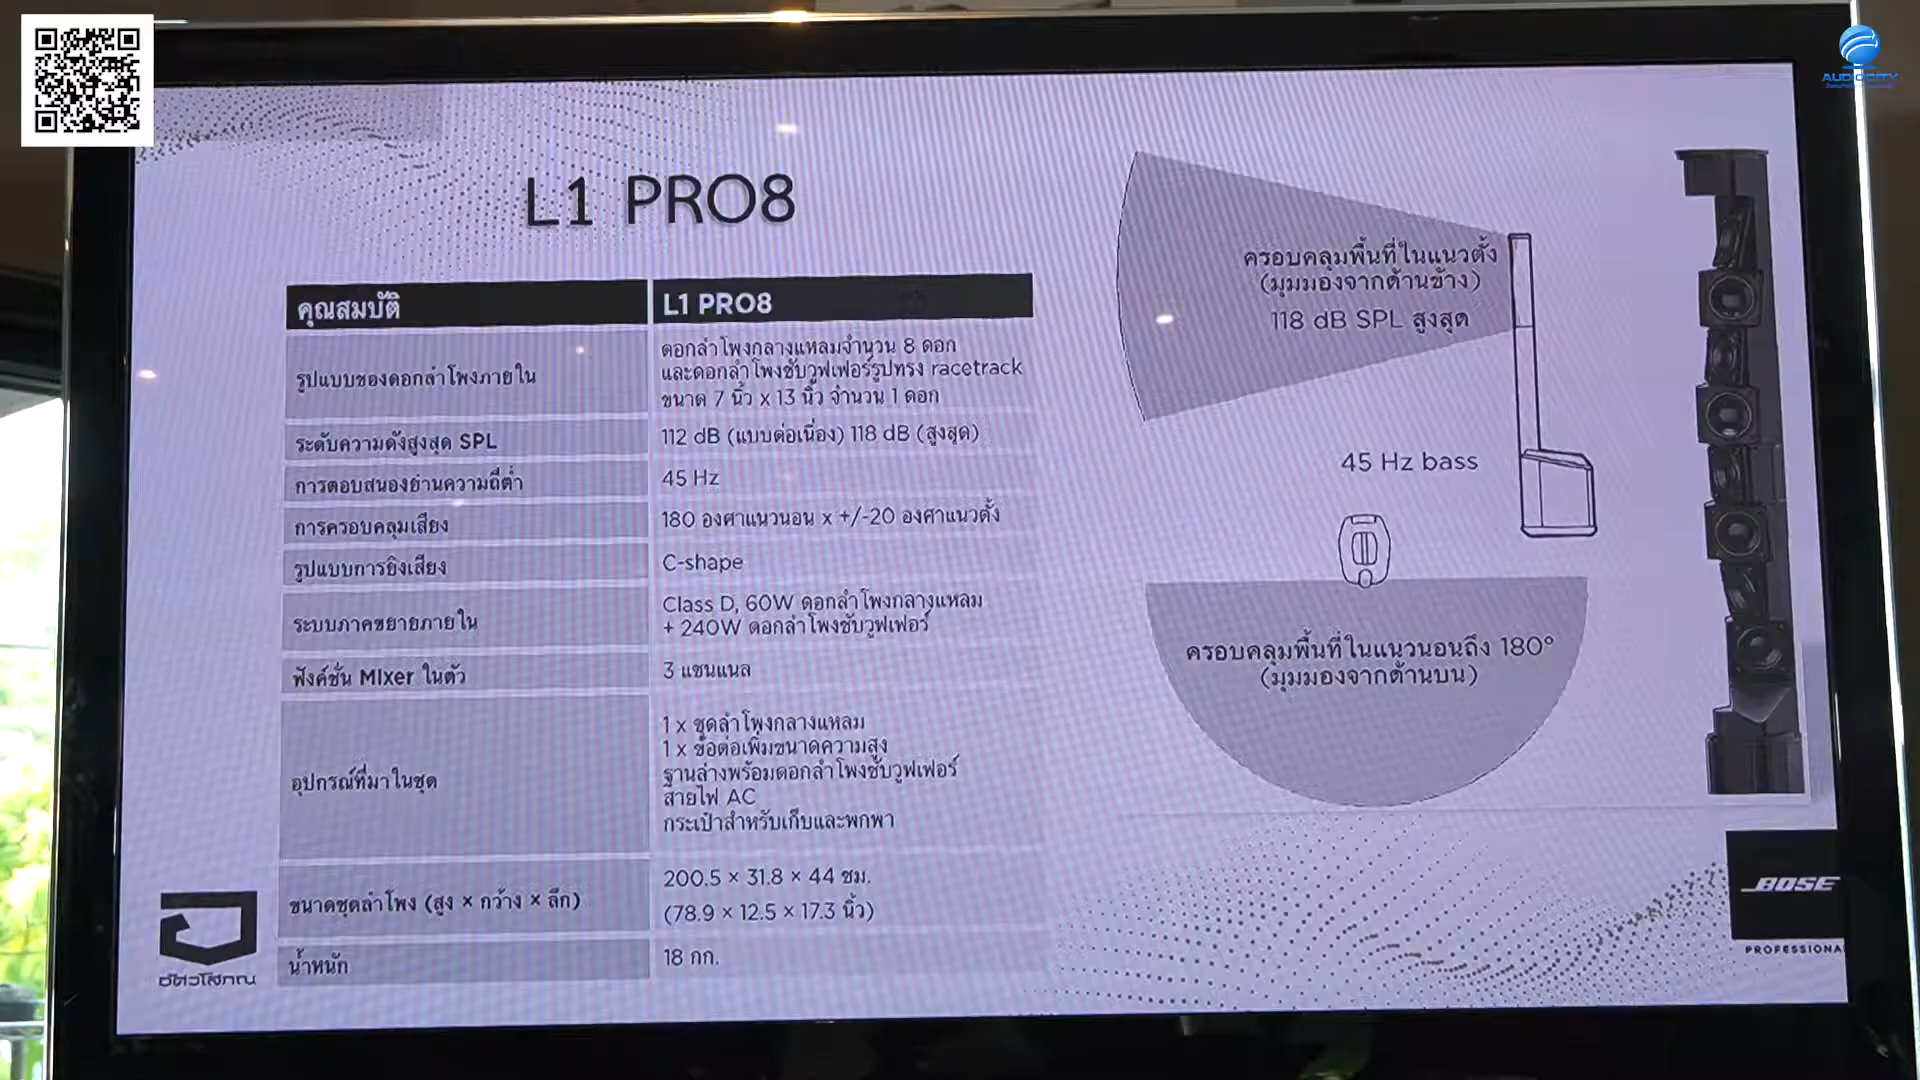 AUDIOCITY
L1 PRO8
คุณสมบัติ
L1 PRO8
รูปแบบของดอกลำโพงภายใน
ดอกลำโพงกลางแหลมจำนวน 8 ดอก
และดอกลำโพงซับวูฟเฟอร์รูปทรง racetrack
ขนาด 7 นิ้ว x 13 นิ้ว จำนวน 1 ดอก
ระดับความดังสูงสุด SPL
112 dB (แบบต่อเนื่อง) 118 dB (สูงสุด)
การตอบสนองย่านความถี่ต่ำ
45 Hz
การครอบคลุมเสียง
180 องศาแนวนอน x +/-20 องศาแนวตั้ง
รูปแบบการยิงเสียง
C-shape
ระบบภาคขยายภายใน
Class D, 60W ดอกลำโพงกลางแหลม
+ 240W ดอกลำโพงซับวูฟเฟอร์
ฟังค์ชั่น Mixer ในตัว
3 แชนแนล
อุปกรณ์ที่มาในชุด
1 x ชุดลำโพงกลางแหลม
1 x ข้อต่อเพิ่มขนาดความสูง
ฐานล่างพร้อมดอกลำโพงซับวูฟเฟอร์
สายไฟ AC
กระเป๋าสำหรับเก็บและพกพา
ขนาดชุดลำโพง (สูง × กว้าง × ลึก)
200.5 × 31.8 × 44 ซม.
(78.9 × 12.5 × 17.3 นิ้ว)
น้ำหนัก
18 กก.
ครอบคลุมพื้นที่ในแนวตั้ง
(มุมมองจากด้านข้าง)
118 dB SPL สูงสุด
45 Hz bass
ครอบคลุมพื้นที่ในแนวนอนถึง 180°
(มุมมองจากด้านบน)
BOSE
PROFESSIONA
อัศวโสภณ